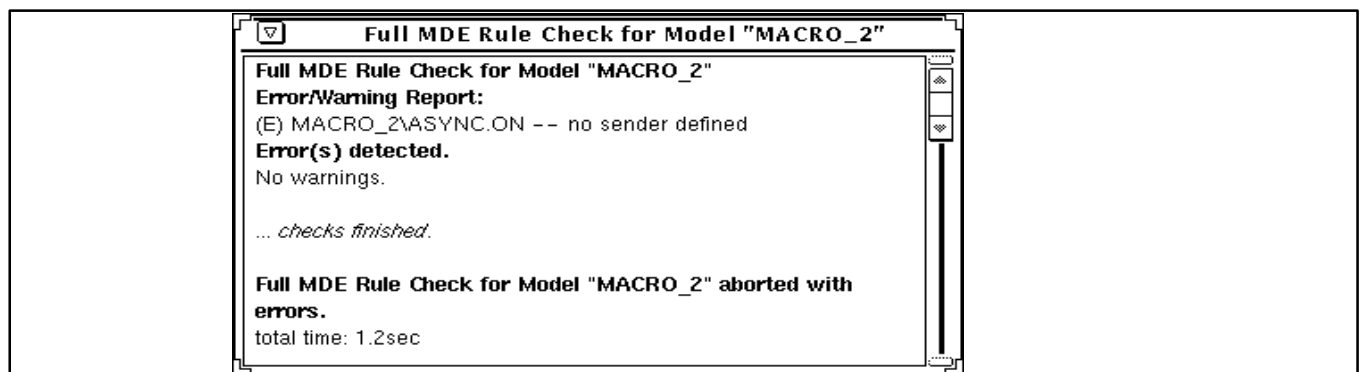 Full MDE Rule Check for Model "MACRO_2"
Full MDE Rule Check for Model "MACRO_2"
Error/Warning Report:
(E) MACRO_2\ASYNC.ON -- no sender defined
Error(s) detected.
No warnings.
... checks finished.
Full MDE Rule Check for Model "MACRO_2" aborted with
errors.
total time: 1.2sec